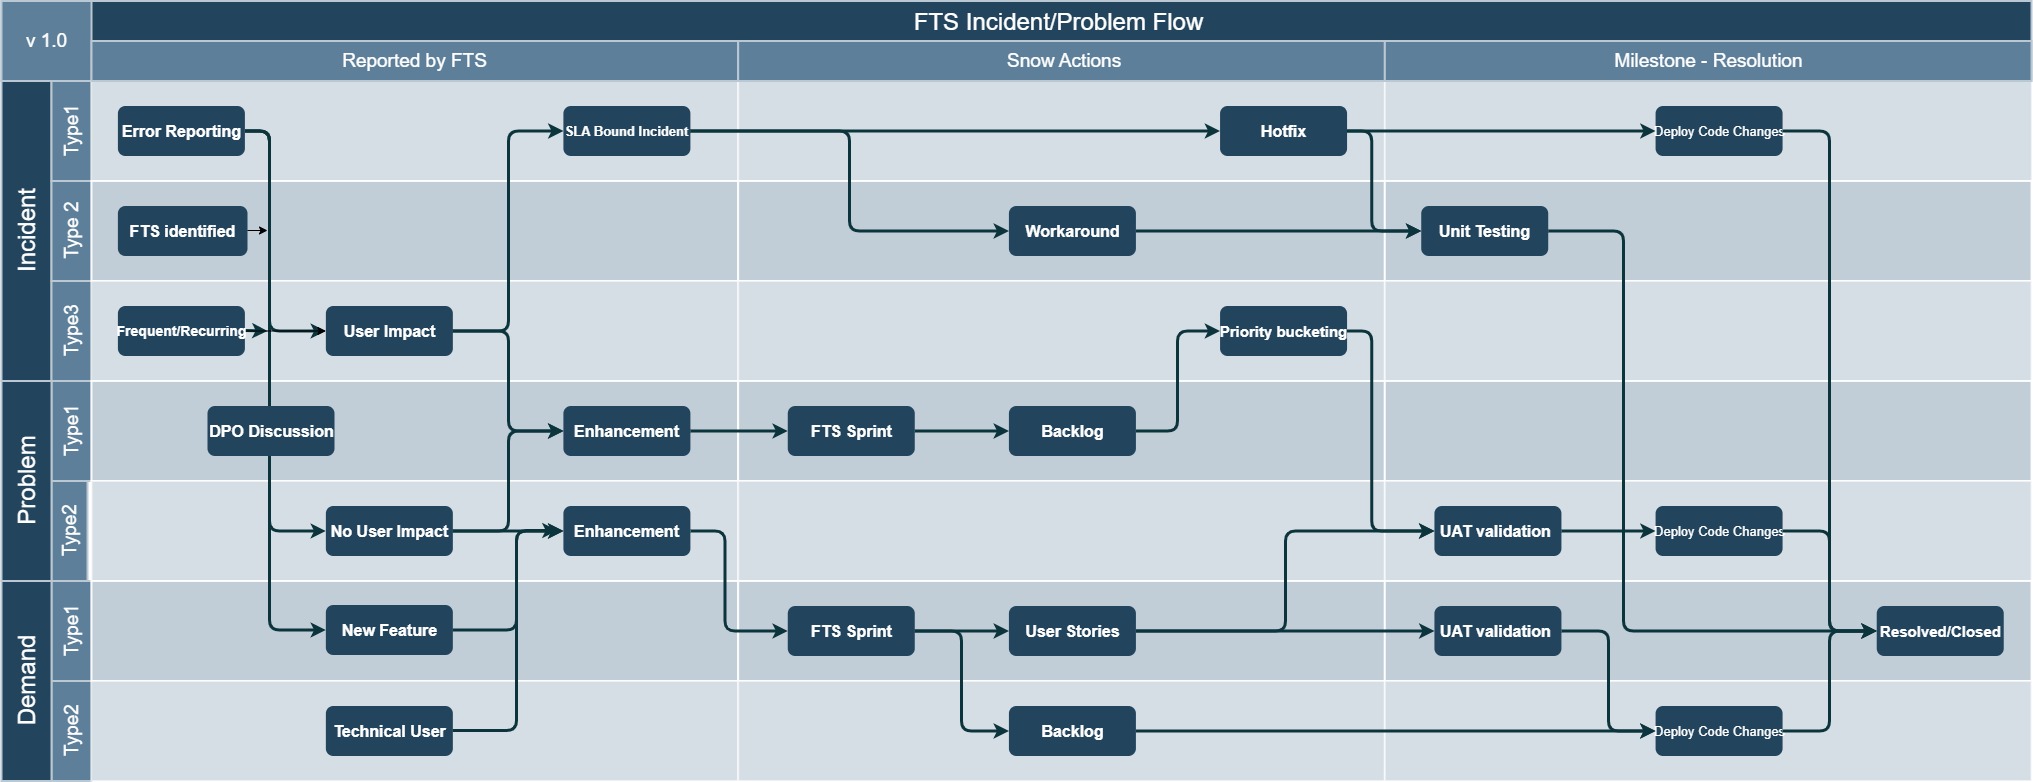 FTS Incident/Problem Flow
v 1.0
Reported by FTS
Snow Actions
Milestone - Resolution
Incident
Type1
Error Reporting
SLA Bound Incident
Hotfix
Deploy Code Changes
Type 2
FTS identified
Workaround
Unit Testing
Type3
Frequent/Recurring
User Impact
Priority bucketing
Problem
Type1
DPO Discussion
Enhancement
FTS Sprint
Backlog
Type2
No User Impact
Enhancement
UAT validation
Deploy Code Changes
Demand
Type1
New Feature
FTS Sprint
User Stories
UAT validation
Resolved/Closed
Type2
Technical User
Backlog
Deploy Code Changes